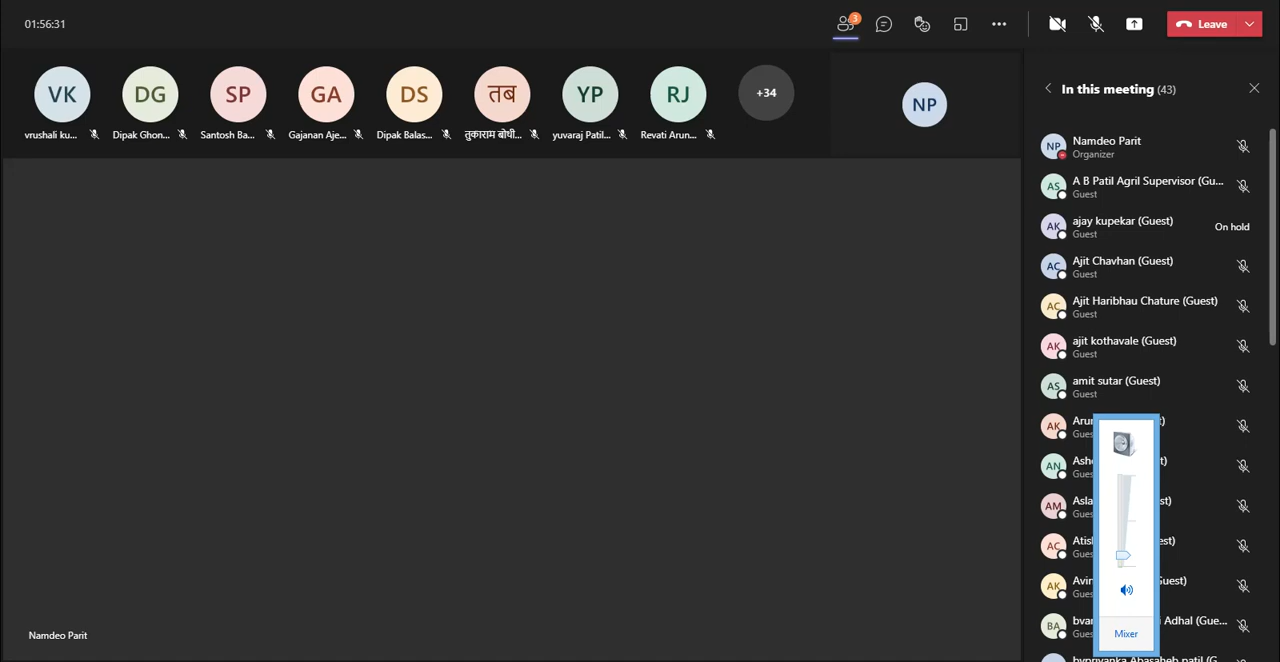 01:56:31
3
Leave
VK
DG
SP
GA
DS
तब
YP
RJ
+34
NP
vrushali ku...
Dipak Ghon...
Santosh Ba...
Gajanan Aje...
Dipak Balas...
तुकाराम बोधी...
yuvaraj Patil...
Revati Arun...
Namdeo Parit
In this meeting (43)
NP Namdeo Parit
Organizer
AS A B Patil Agril Supervisor (Gu...
Guest
AK ajay kupekar (Guest) On hold
Guest
AC Ajit Chavhan (Guest)
Guest
AC Ajit Haribhau Chature (Guest)
Guest
AK ajit kothavale (Guest)
Guest
AS amit sutar (Guest)
Guest
AK
AN
AM
AC
AK
BA Adhal (Gue...
Mixer